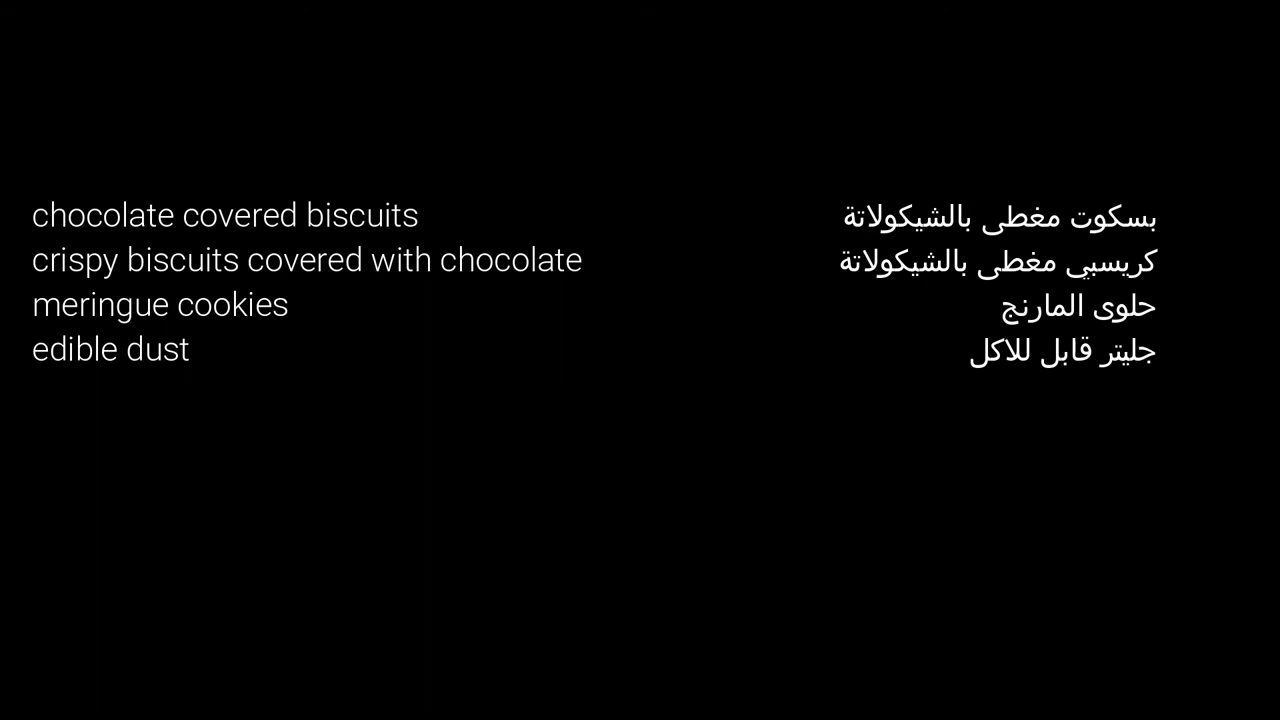 chocolate covered biscuits
crispy biscuits covered with chocolate
meringue cookies
edible dust
بسكوت مغطى بالشيكولاتة
كريسبي مغطى بالشيكولاتة
حلوى المارنج
جليتر قابل للاكل